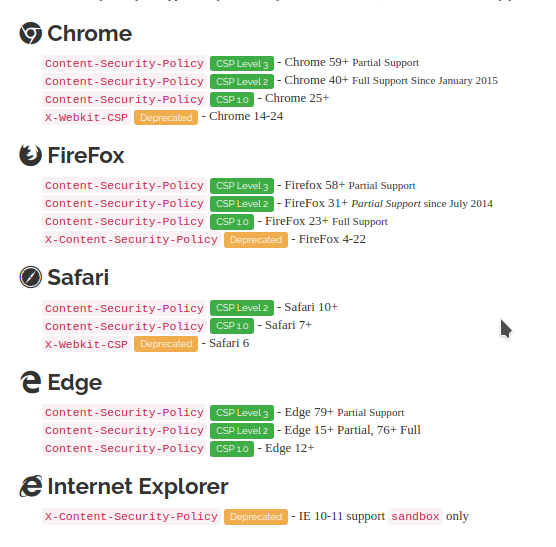 Chrome
Content-Security-Policy CSP Level 3 - Chrome 59+ Partial Support
Content-Security-Policy CSP Level 2 - Chrome 40+ Full Support Since January 2015
Content-Security-Policy CSP 1.0 - Chrome 25+
X-Webkit-CSP Deprecated - Chrome 14-24
FireFox
Content-Security-Policy CSP Level 3 - Firefox 58+ Partial Support
Content-Security-Policy CSP Level 2 - FireFox 31+ Partial Support since July 2014
Content-Security-Policy CSP 1.0 - FireFox 23+ Full Support
X-Content-Security-Policy Deprecated - FireFox 4-22
Safari
Content-Security-Policy CSP Level 2 - Safari 10+
Content-Security-Policy CSP 1.0 - Safari 7+
X-Webkit-CSP Deprecated - Safari 6
Edge
Content-Security-Policy CSP Level 3 - Edge 79+ Partial Support
Content-Security-Policy CSP Level 2 - Edge 15+ Partial, 76+ Full
Content-Security-Policy CSP 1.0 - Edge 12+
Internet Explorer
X-Content-Security-Policy Deprecated - IE 10-11 support sandbox only